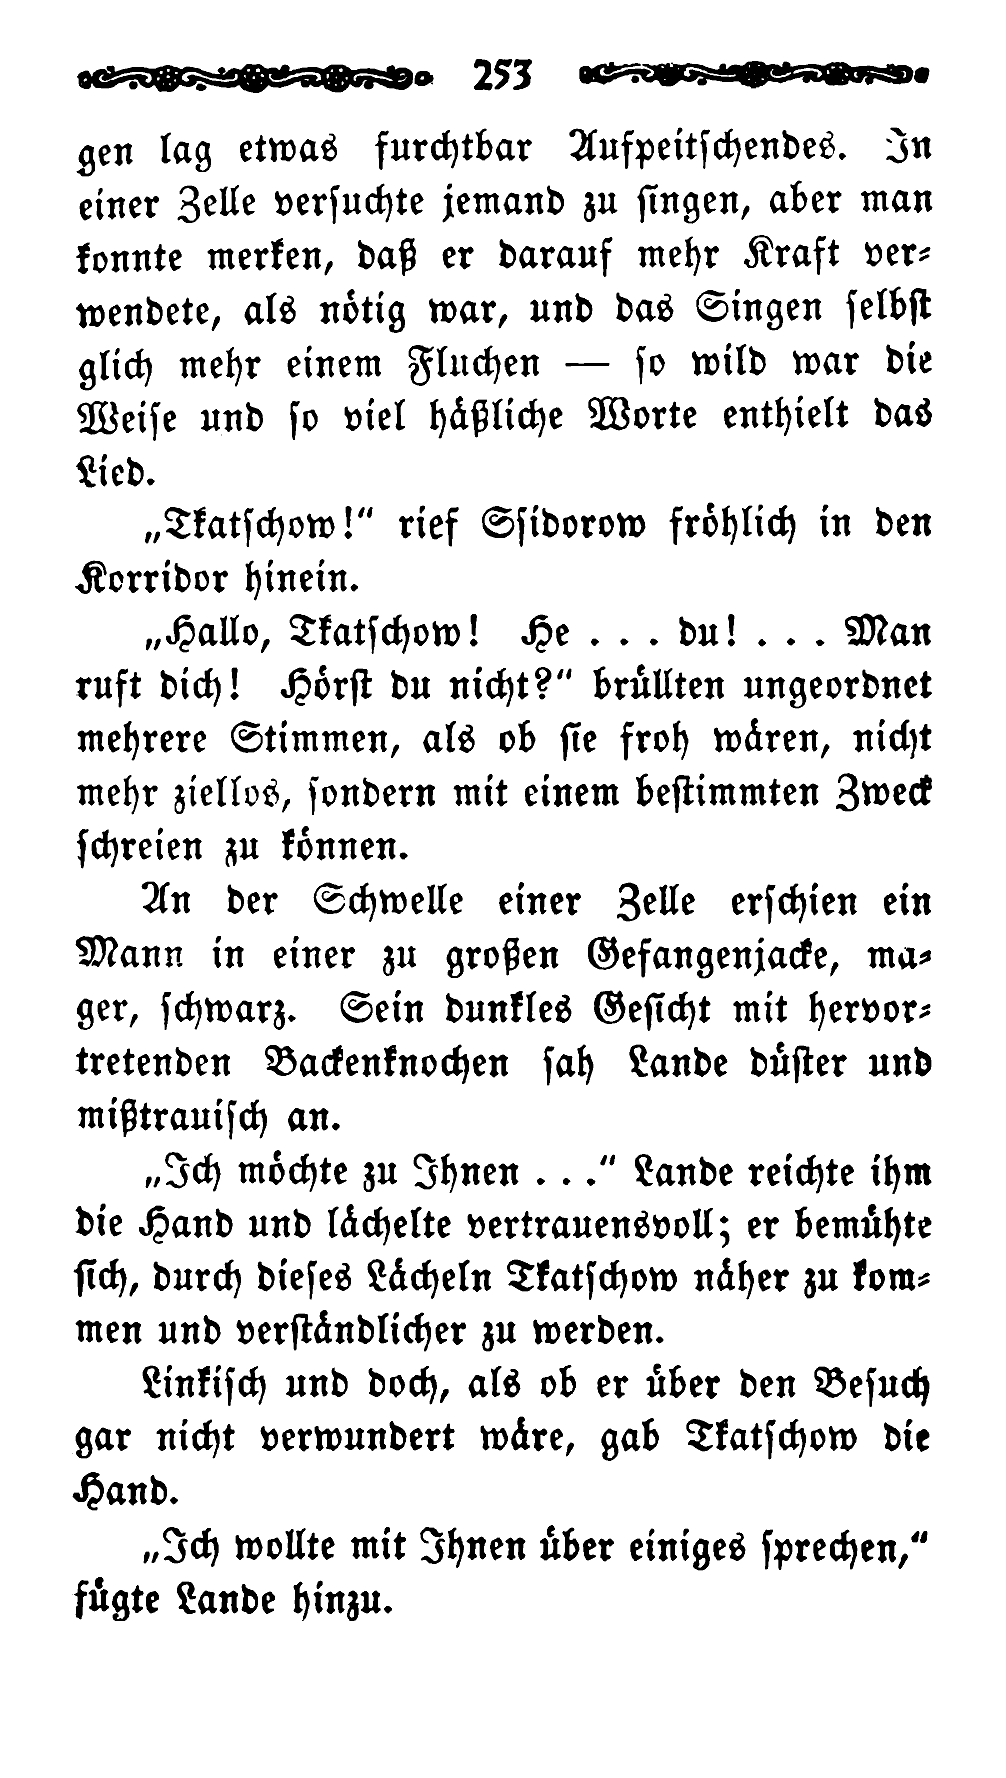 253
gen lag etwas furchtbar Aufpeitschendes. In
einer Zelle versuchte jemand zu singen, aber man
konnte merken, daß er darauf mehr Kraft ver-
wendete, als nötig war, und das Singen selbst
glich mehr einem Fluchen — so wild war die
Weise und so viel häßliche Worte enthielt das
Lied.
„Tkatschow!“ rief Ssidorow fröhlich in den
Korridor hinein.
„Hallo, Tkatschow! He . . . du! . . . Man
ruft dich! Hörst du nicht?“ brüllten ungeordnet
mehrere Stimmen, als ob sie froh wären, nicht
mehr ziellos, sondern mit einem bestimmten Zweck
schreien zu können.
An der Schwelle einer Zelle erschien ein
Mann in einer zu großen Gefangenjacke, ma-
ger, schwarz. Sein dunkles Gesicht mit hervor-
tretenden Backenknochen sah Lande düster und
mißtrauisch an.
„Ich möchte zu Ihnen . . .“ Lande reichte ihm
die Hand und lächelte vertrauensvoll; er bemühte
sich, durch dieses Lächeln Tkatschow näher zu kom-
men und verständlicher zu werden.
Linkisch und doch, als ob er über den Besuch
gar nicht verwundert wäre, gab Tkatschow die
Hand.
„Ich wollte mit Ihnen über einiges sprechen,“
fügte Lande hinzu.